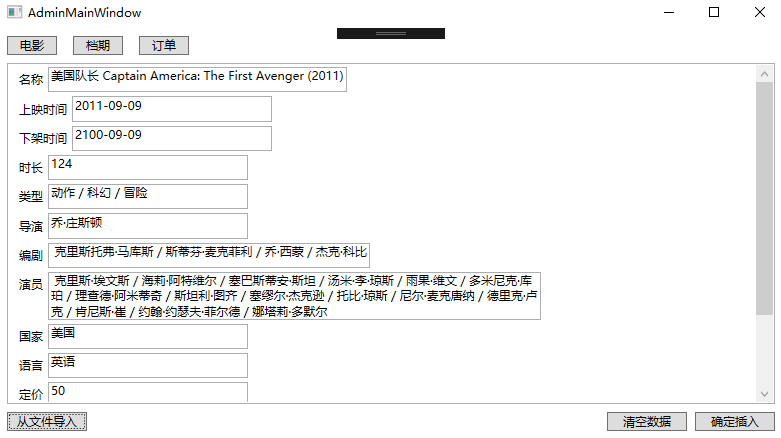 AdminMainWindow
电影 档期 订单
名称 美国队长 Captain America: The First Avenger (2011)
上映时间 2011-09-09
下架时间 2100-09-09
时长 124
类型 动作 / 科幻 / 冒险
导演 乔·庄斯顿
编剧 克里斯托弗·马库斯 / 斯蒂芬·麦克菲利 / 乔·西蒙 / 杰克·科比
演员 克里斯·埃文斯 / 海莉·阿特维尔 / 塞巴斯蒂安·斯坦 / 汤米·李·琼斯 / 雨果·维文 / 多米尼克·库
珀 / 理查德·阿米蒂奇 / 斯坦利·图齐 / 塞缪尔·杰克逊 / 托比·琼斯 / 尼尔·麦克唐纳 / 德里克·卢
克 / 肯尼斯·崔 / 约翰·约瑟夫·菲尔德 / 娜塔莉·多默尔
国家 美国
语言 英语
定价 50
从文件导入 清空数据 确定插入